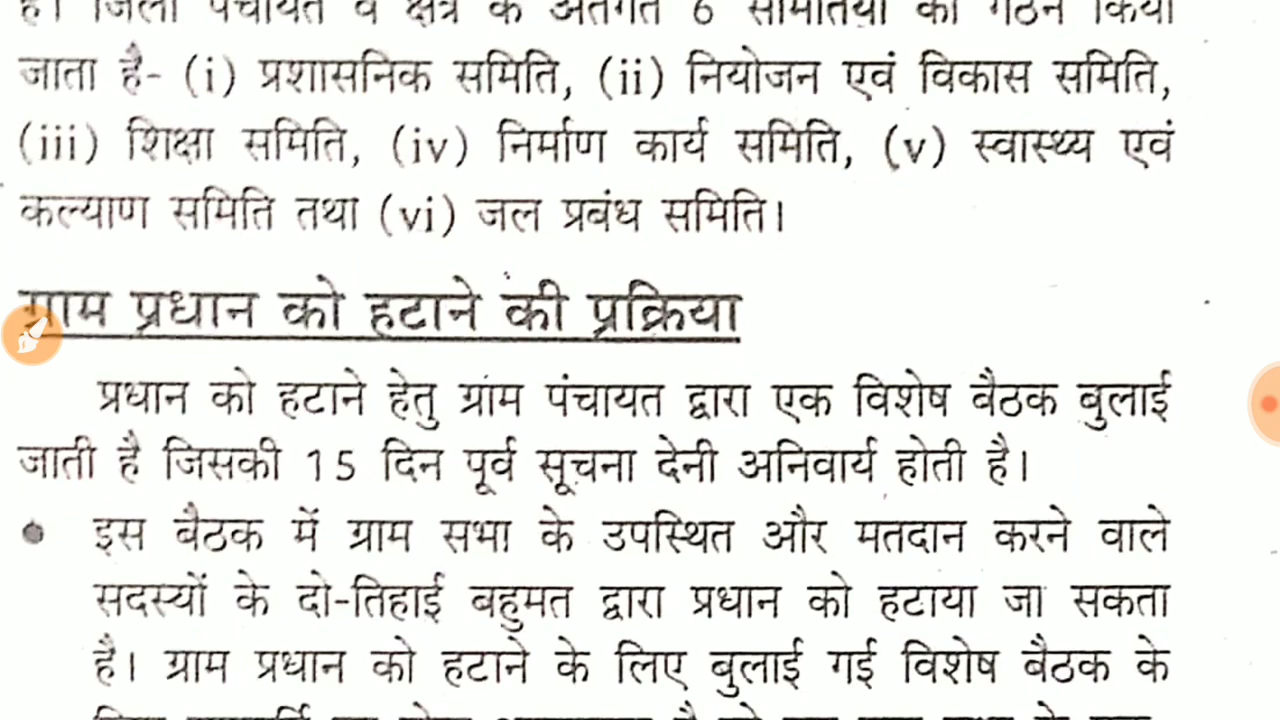 है। जिला पंचायत व क्षेत्र के अंतर्गत 6 समितियों का गठन किया
जाता है- (i) प्रशासनिक समिति, (ii) नियोजन एवं विकास समिति,
(iii) शिक्षा समिति, (iv) निर्माण कार्य समिति, (v) स्वास्थ्य एवं
कल्याण समिति तथा (vi) जल प्रबंध समिति।
ग्राम प्रधान को हटाने की प्रक्रिया
प्रधान को हटाने हेतु ग्राम पंचायत द्वारा एक विशेष बैठक बुलाई
जाती है जिसकी 15 दिन पूर्व सूचना देनी अनिवार्य होती है।
• इस बैठक में ग्राम सभा के उपस्थित और मतदान करने वाले
सदस्यों के दो-तिहाई बहुमत द्वारा प्रधान को हटाया जा सकता
है। ग्राम प्रधान को हटाने के लिए बुलाई गई विशेष बैठक के